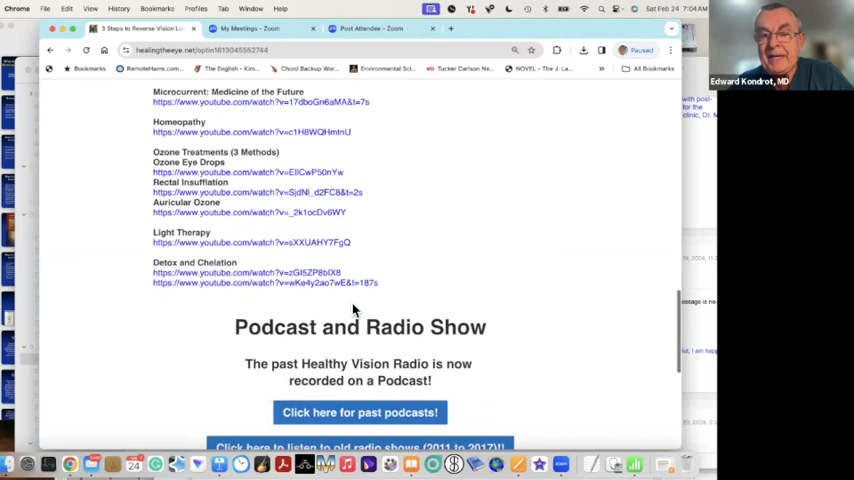 Chrome File Edit View History Bookmarks Profiles Tab Window Help Sat Feb 24 7:04 AM
3 Steps to Reverse Vision Lo
My Meetings - Zoom
Post Attendee - Zoom
healingtheeye.net/optin1613045552744
Paused
Bookmarks
RemoteHams.com...
The English - Kim...
Chord Backup Wor...
Environmental Sci...
Tucker Carlson Ne...
NOVEL - The J. La...
All Bookmarks
Edward Kondrot, MD
with post-
clinic, Dr. M
Microcurrent: Medicine of the Future
https://www.youtube.com/watch?v=17dboGn6aMA&t=7s
Homeopathy
https://www.youtube.com/watch?v=c1H8WQHmtnU
Ozone Treatments (3 Methods)
Ozone Eye Drops
https://www.youtube.com/watch?v=EIlCwP50nYw
Rectal Insufflation
https://www.youtube.com/watch?v=SjdNl_d2FC8&t=2s
Auricular Ozone
https://www.youtube.com/watch?v=_2k1ocDv6WY
Light Therapy
https://www.youtube.com/watch?v=sXXUAHY7FgQ
Detox and Chelation
https://www.youtube.com/watch?v=zGI5ZP8bIX8
https://www.youtube.com/watch?v=wKe4y2ao7wE&t=187s
Podcast and Radio Show
The past Healthy Vision Radio is now
recorded on a Podcast!
Click here for past podcasts!
Click here to listen to old radio shows (2011 to 2017)!!